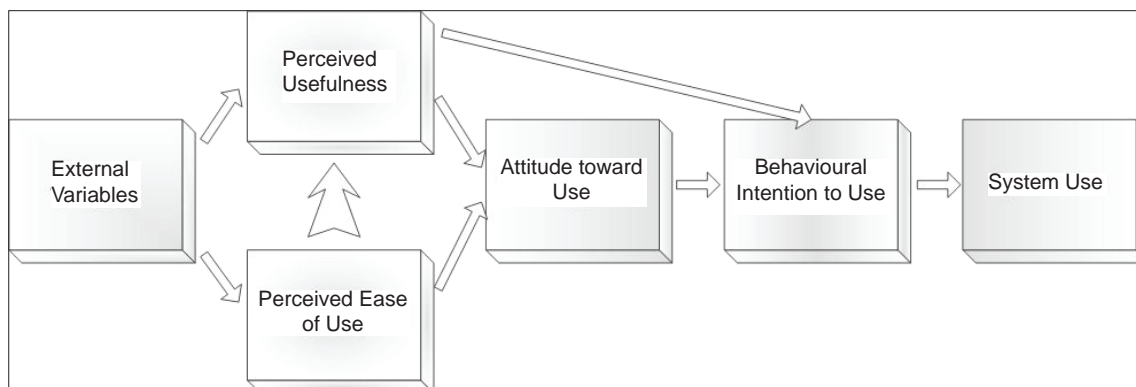 Perceived
Usefulness
External
Variables
Attitude toward
Use
Behavioural
Intention to Use
System Use
Perceived Ease
of Use